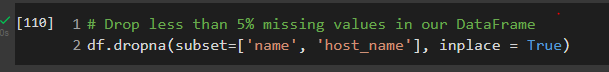 [110] 1 # Drop less than 5% missing values in our DataFrame
0s 2 df.dropna(subset=['name', 'host_name'], inplace = True)